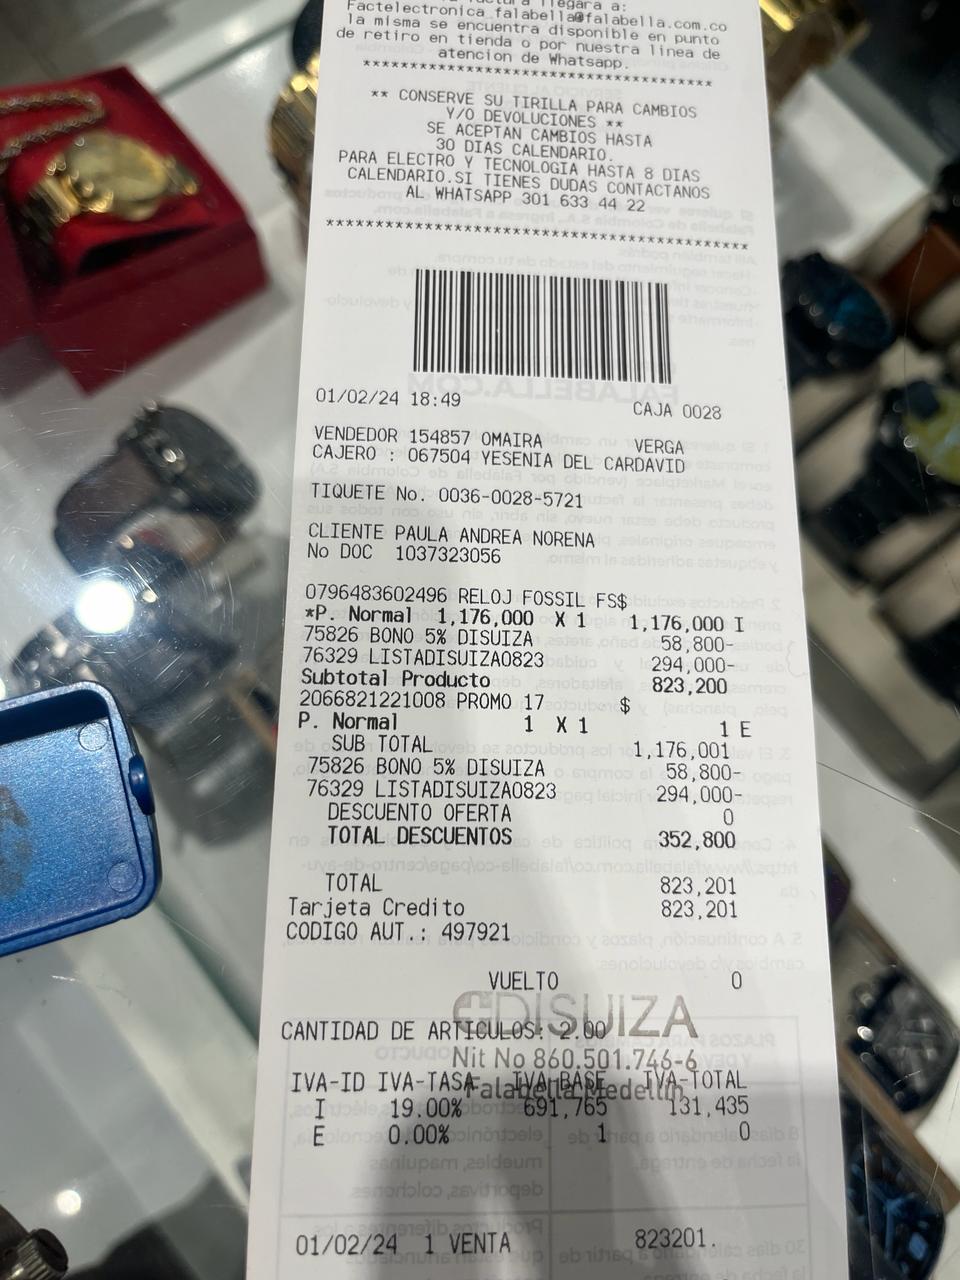 llegará a:
Factelectronica_falabella@falabella.com.co
la misma se encuentra disponible en punto
de retiro en tienda o por nuestra linea de
atencion de Whatsapp.
****************************************
** CONSERVE SU TIRILLA PARA CAMBIOS
Y/O DEVOLUCIONES **
SE ACEPTAN CAMBIOS HASTA
30 DIAS CALENDARIO.
PARA ELECTRO Y TECNOLOGIA HASTA 8 DIAS
CALENDARIO.SI TIENES DUDAS CONTACTANOS
AL WHATSAPP 301 633 44 22
************************************************
01/02/24 18:49 CAJA 0028
VENDEDOR 154857 OMAIRA VERGA
CAJERO : 067504 YESENIA DEL CARDAVID
TIQUETE No. 0036-0028-5721
CLIENTE PAULA ANDREA NORENA
No DOC 1037323056
0796483602496 RELOJ FOSSIL FS$
*P. Normal 1,176,000 X 1 1,176,000 I
75826 BONO 5% DISUIZA 58,800-
76329 LISTADISUIZA0823 294,000-
Subtotal Producto 823,200
2066821221008 PROMO 17 $
P. Normal 1 X 1 1 E
SUB TOTAL 1,176,001
75826 BONO 5% DISUIZA 58,800-
76329 LISTADISUIZA0823 294,000-
DESCUENTO OFERTA 0
TOTAL DESCUENTOS 352,800
TOTAL 823,201
Tarjeta Credito 823,201
CODIGO AUT.: 497921
VUELTO 0
DISUIZA
CANTIDAD DE ARTICULOS: 2.00
Nit No 860.501.746-6
IVA-ID IVA-TASA IVA-BASE IVA-TOTAL
Falabella Medellín
I 19.00% 691,765 131,435
E 0.00% 1 0
01/02/24 1 VENTA 823201.